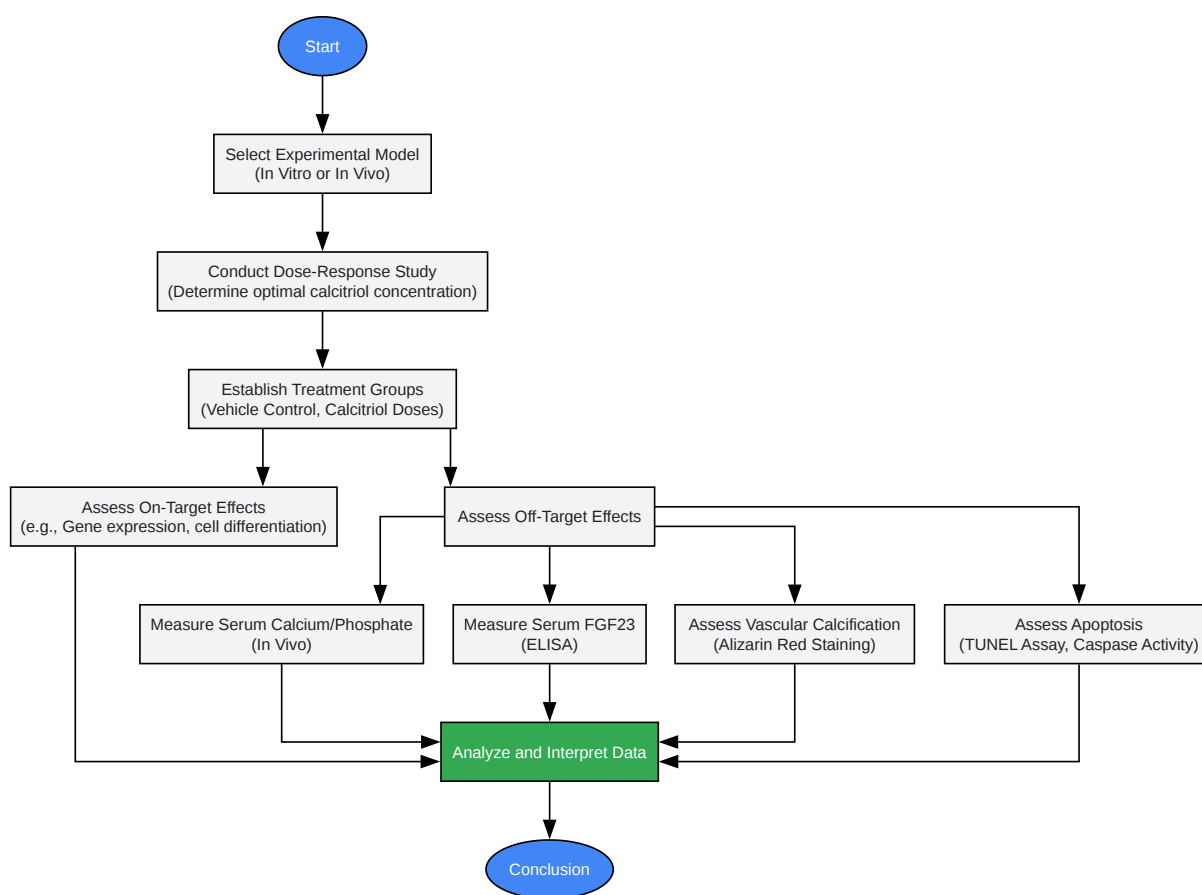 Start
Select Experimental Model
(In Vitro or In Vivo)
Conduct Dose-Response Study
(Determine optimal calcitriol concentration)
Establish Treatment Groups
(Vehicle Control, Calcitriol Doses)
Assess On-Target Effects
(e.g., Gene expression, cell differentiation)
Assess Off-Target Effects
Measure Serum Calcium/Phosphate
(In Vivo)
Measure Serum FGF23
(ELISA)
Assess Vascular Calcification
(Alizarin Red Staining)
Assess Apoptosis
(TUNEL Assay, Caspase Activity)
Analyze and Interpret Data
Conclusion